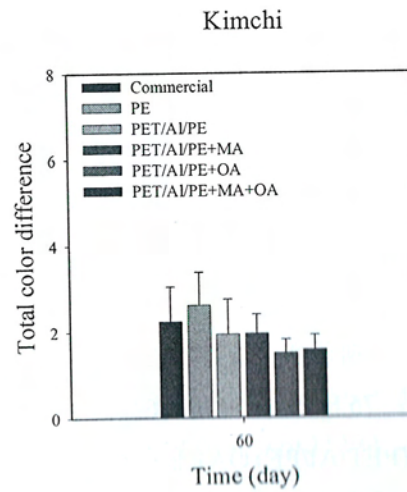 Kimchi
8
6
4
2
0
Total color difference
Commercial
PE
PET/Al/PE
PET/Al/PE+MA
PET/Al/PE+OA
PET/Al/PE+MA+OA
60
Time (day)